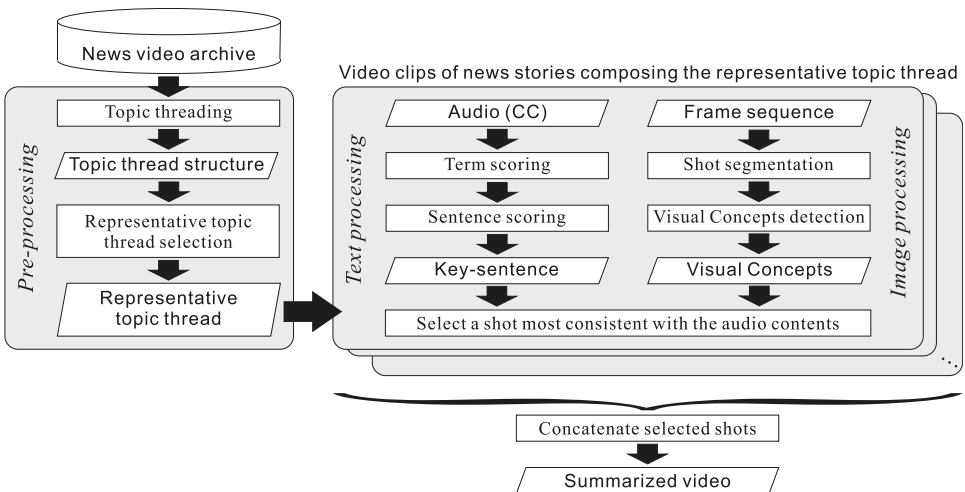 News video archive
Pre-processing
Topic threading
Topic thread structure
Representative topic
thread selection
Representative
topic thread
Video clips of news stories composing the representative topic thread
Text processing
Audio (CC)
Term scoring
Sentence scoring
Key-sentence
Frame sequence
Shot segmentation
Visual Concepts detection
Visual Concepts
Image processing
Select a shot most consistent with the audio contents
...
Concatenate selected shots
Summarized video